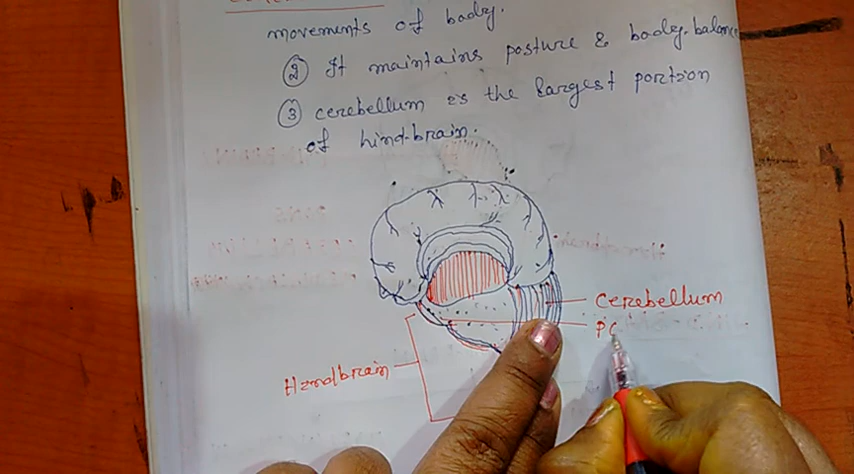 movements of body.
② It maintains posture & body balance
③ cerebellum is the largest portion
of hind-brain.
Cerebellum
Po
Hindbrain